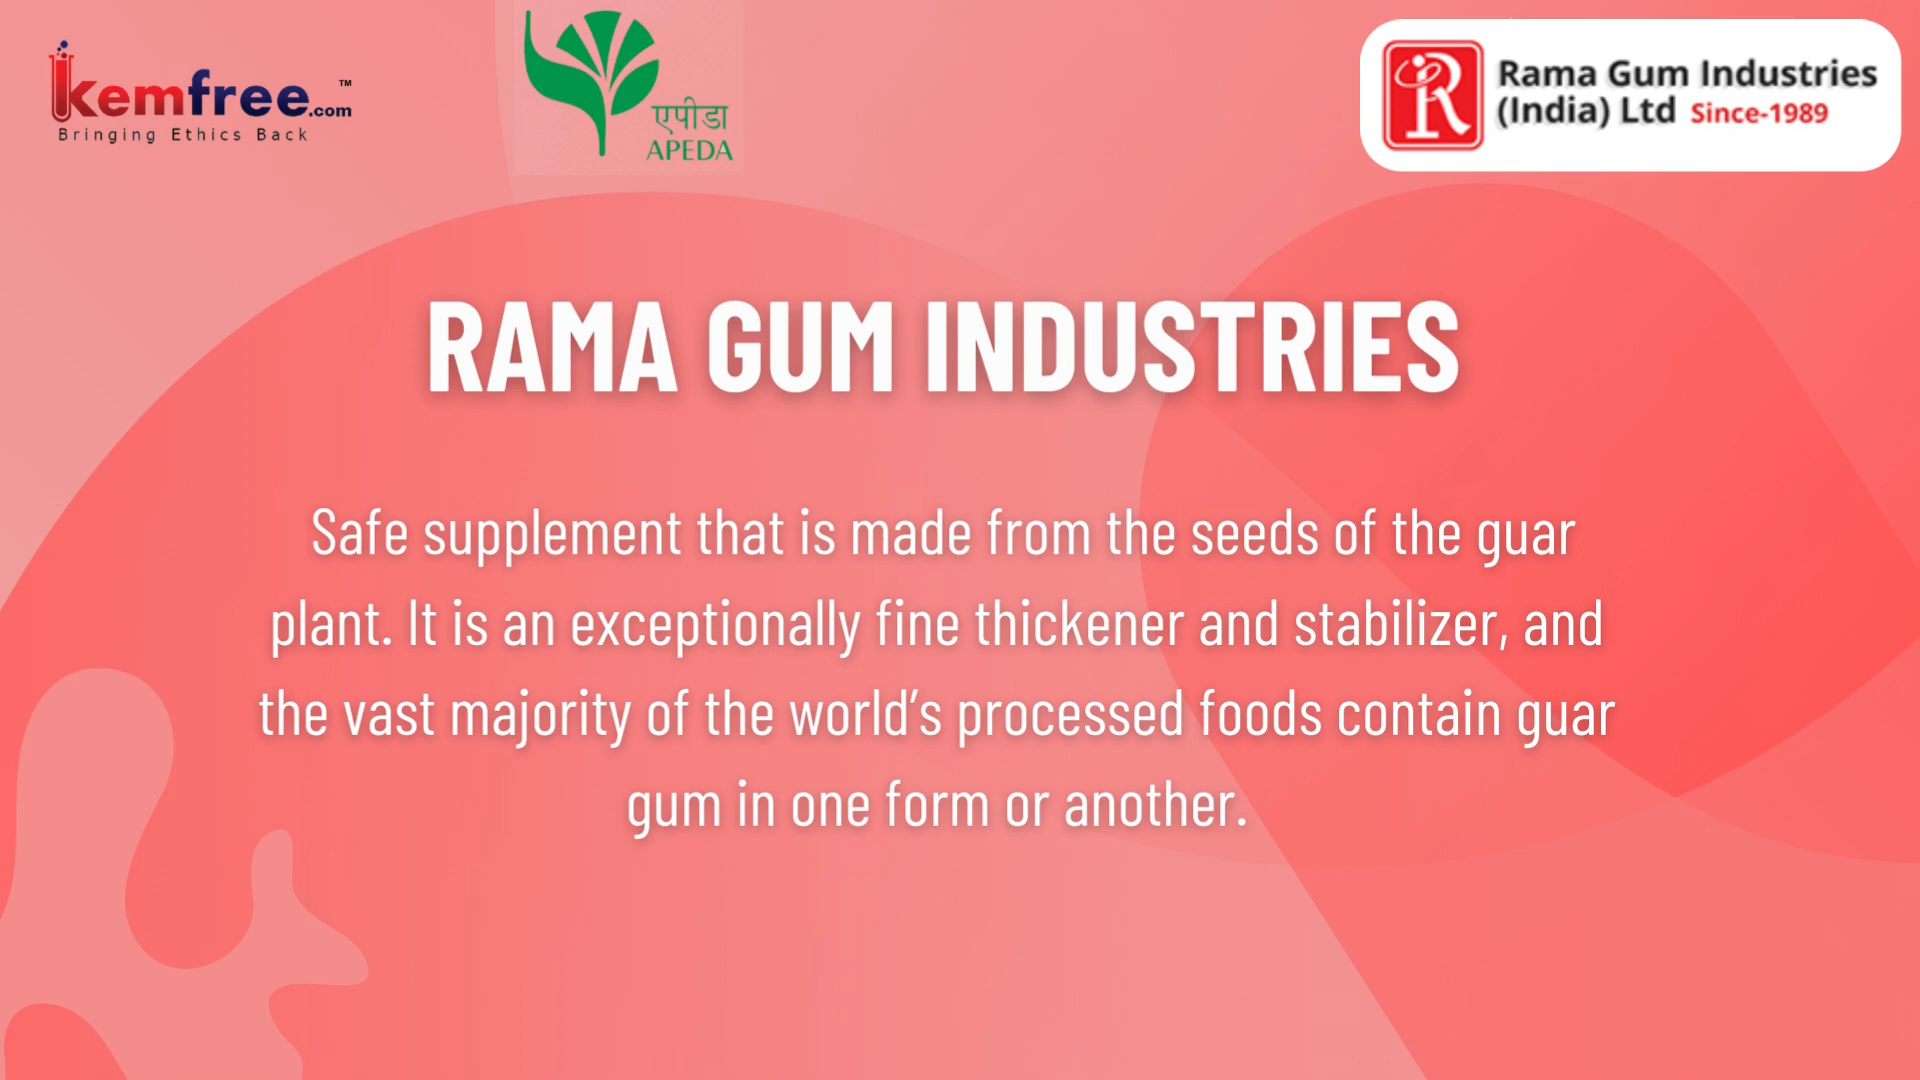 kemfree.com™
Bringing Ethics Back
एपीडा
APEDA
Rama Gum Industries
(India) Ltd Since-1989
RAMA GUM INDUSTRIES
Safe supplement that is made from the seeds of the guar
plant. It is an exceptionally fine thickener and stabilizer, and
the vast majority of the world’s processed foods contain guar
gum in one form or another.